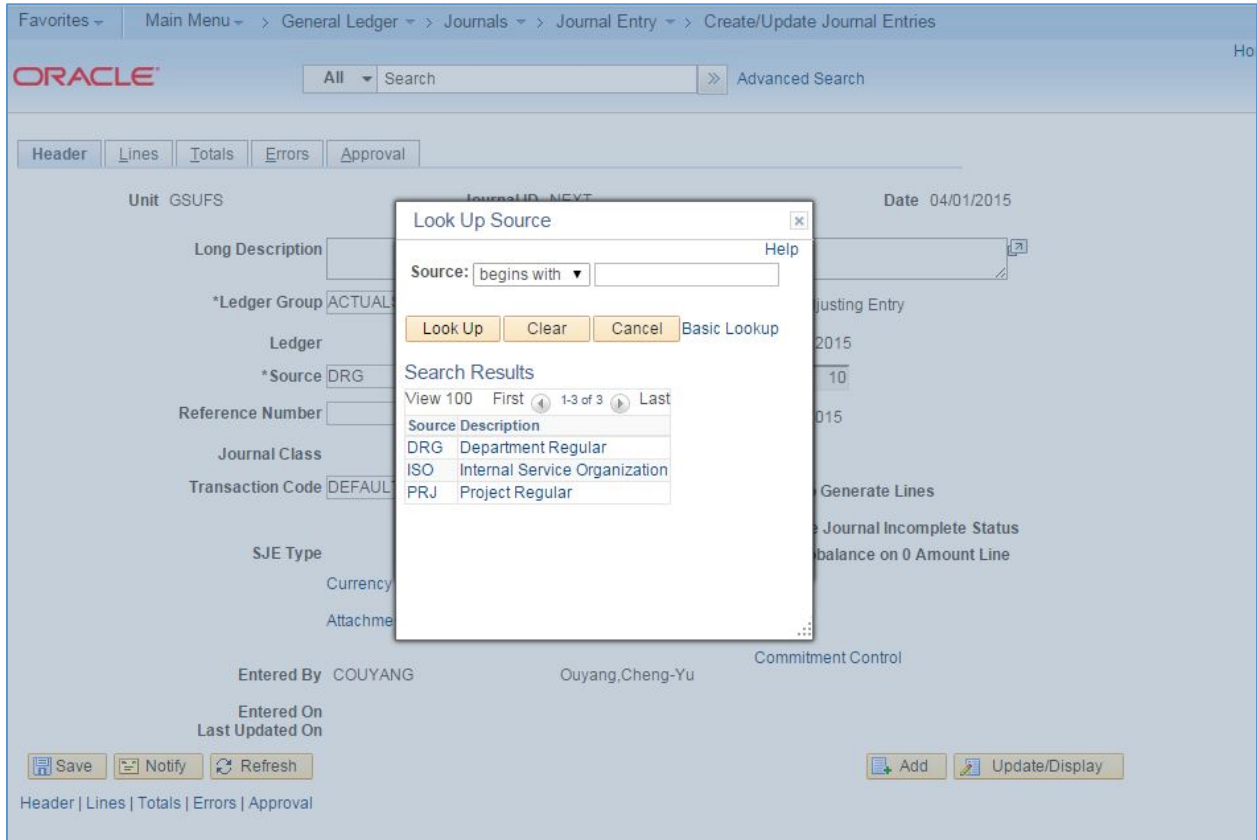 Favorites Main Menu > General Ledger > Journals > Journal Entry > Create/Update Journal Entries
ORACLE All Search Advanced Search
Header Lines Totals Errors Approval
Unit GSUFS Journal ID NEXT Date 04/01/2015
Look Up Source
Help
Long Description
Source: begins with
*Ledger Group ACTUALS
justing Entry
Look Up Clear Cancel Basic Lookup
Ledger
2015
*Source DRG
Search Results
10
View 100 First 1-3 of 3 Last
Reference Number
015
Source Description
DRG Department Regular
Journal Class
ISO Internal Service Organization
Transaction Code DEFAULT
PRJ Project Regular
Generate Lines
Journal Incomplete Status
SJE Type
balance on 0 Amount Line
Currency
Attachme
Commitment Control
Entered By COUYANG Ouyang,Cheng-Yu
Entered On
Last Updated On
Save Notify Refresh Add Update/Display
Header | Lines | Totals | Errors | Approval